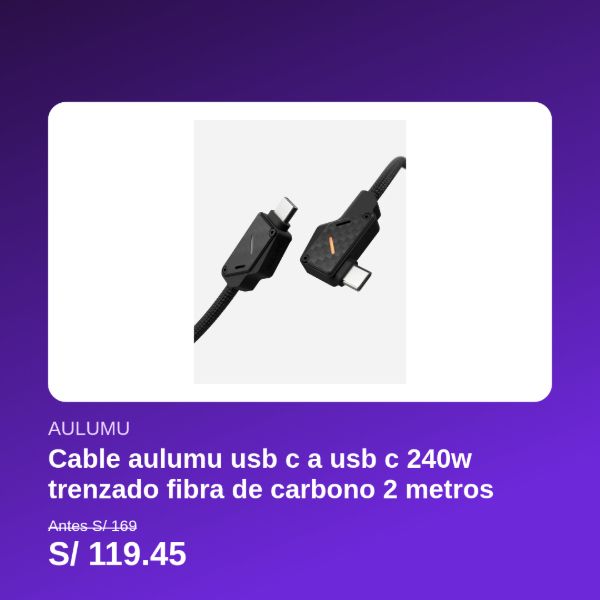 AULUMU
Cable aulumu usb c a usb c 240w
trenzado fibra de carbono 2 metros
Antes S/ 169
S/ 119.45